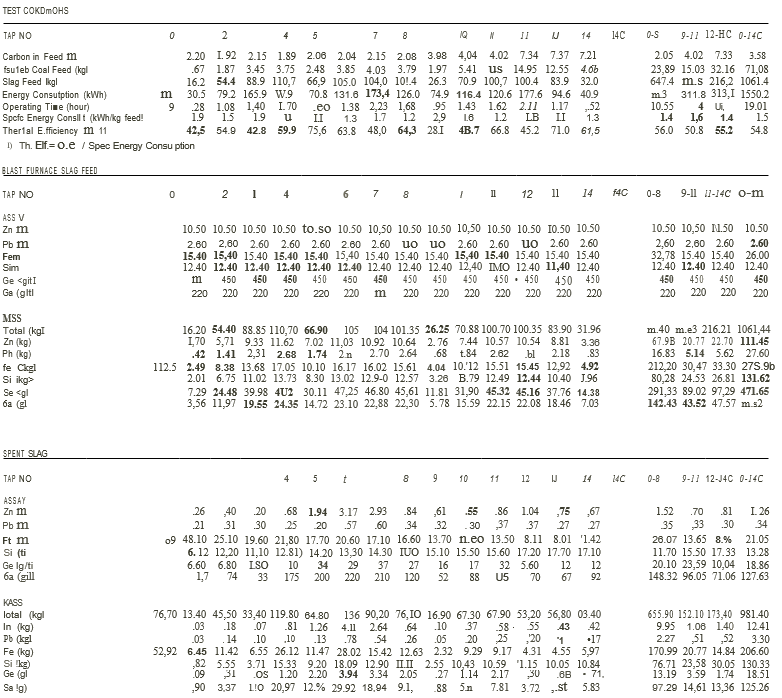 TEST COKDmOHS
TAP NO 0 2 4 5 7 8 IQ II 11 IJ 14 I4C 0-S 9-11 12-HC 0-14C
Carbon in Feed m 2.20 I.92 2.15 1.89 2.06 2.04 2.15 2.08 3.98 4,04 4.02 7.34 7.37 7.21 2.05 4.02 7.33 3.58
fsu1eb Coal Feed (kgl .67 1.87 3.45 3.75 2.48 3.85 4.03 3.79 1.97 5.41 us 14.95 12.55 4.6b 23,89 15.03 32.16 71,08
Slag Feed lkgl 16.2 54.4 88.9 110,7 66,9 105.0 104,0 10!.4 26.3 70.9 100,7 100.4 83.9 32.0 647.4 m.s 216,2 1061.4
Energy Consutption (kWh) m 30.5 79.2 165.9 W.9 70.8 131.6 173,4 126.0 74.9 116.4 120.6 177.6 94.6 40.9 m.3 311.8 313,I 1550.2
Operating Time (hour) 9 .28 1.08 1.40 I.70 .eo 1.38 2,23 1,68 .95 1.43 1.62 2.11 1.17 .,52 10.55 4 Ui, 19.01
Spcfc Energy Consllt (kWh/kg feed! 1.9 1.5 1.9 u I.I 1.3 1.7 1.2 2.9 l.6 1.2 LB I.I '1.3 1.4 1,6 1.4 1.5
Ther1al E.fficiency m 11 42,5 54.9 42.8 59.9 75,6 63.8 48,0 64,3 28.I 4B.7 66.8 45.2 71.0 61,5 56.0 50.8 55.2 54.8
I) Th. Elf.= o.e / Spec Energy Consu ption
BLAST FURNACE SLAG FEED
TAP NO 0 2 1 4 6 7 8 I 11 12 11 14 f4C 0-8 9-II II-14C o-m
ASS V
Zn m 10.50 10.50 10.50 10.50 to.so 10.50 10,50 10.50 10.50 10,50 10.50 10.50 10.50 10.50 10.50 10,50 N.50 10.50
Pb m 2.60 2,60 2.60 2.60 2.60 2.60 2.60 uo uo 2.60 2.60 uo 2.60 2.60 2.60 2,60 2.60 2.60
Fem 15.40 15,40 15.40 15.40 15.40 15,40 15.40 15.40 15.40 15,40 15.40 15.40 15.40 15.40 32,78 15.40 15.40 26.00
Sim 12.40 12.40 12.40 12.40 12.40 12.40 12.40 12.40 12.40 12,40 IMO 12.40 11,40 12.40 12.40 12.40 12.40 12.40
Ge <gitI m 450 450 450 450 450 450 450 450 450 450 • 450 450 450 450 450 450 450
Ga (gltl 220 220 220 220 220 220 m 220 220 220 220 220 220 220 220 220 220 220
MSS
Total (kgI 16.20 54.40 88.85 110,70 66.90 105 104 101.35 26.25 70.88 100.70 100.35 83.90 31.96 m.40 m.e3 216.21 1061,44
Zn (kg) I,70 5,71 9.33 11.62 7.02 11,03 10.92 10.64 2.76 7.44 10.57 10.54 8.81 3.36 67.9B 20.77 22.70 111.45
Ph (kg) .42 1.41 2,31 2.68 1.74 2.n 2.70 2.64 .68 t.84 2.62 .bl 2.18 .83 16.83 5.14 5.62 27.60
fe Ckgl 112.5 2.49 8.38 13.68 17.05 10.10 16.17 16.02 15.61 4.04 10.'12 15.51 15.45 12.92 4.92 212,20 30,47 33.30 27S.9b
Si ikg> 2.01 6.75 11.02 13.73 8.30 13.02 12.9-0 12.57 3.26 B.79 12.49 12.44 10.40 J.96 80,28 24.53 26.81 131.62
Se <gl 7.29 24.48 39.98 4U2 30.11 47,25 46.80 45,61 11.81 31.90 45.32 45.16 37.76 14.38 291,33 89.02 97,29 471.65
6a (gl 3,56 11,97 19.55 24.35 14.72 23.10 22,88 22,30 5.78 15.59 22.15 22.08 18.46 7.03 142.43 43.52 47.57 m.s2
SPENT SLAG
TAP NO 4 5 t 8 9 10 11 12 IJ 14 14C 0-8 9-11 12-J4C 0-14C
ASSAY
Zn m .26 ,40 .20 .68 1.94 3.17 2.93 .84 ,61 .55 .86 1.04 ,75 ,67 1.52 .70 .81 1.26
Pb m .21 .31 .30 .25 .20 .57 .60 .34 .32 .30 ,37 .37 .27 .27 .35 .33 .30 .34
Ft m o9 48.10 25.10 19.60 21,80 17.70 20.60 17.10 16.60 13.70 n.eo 13.50 8.11 8.01 '1.42 26.07 13.65 8.% 21.05
Si (ti 6.12 12,20 11,10 12.81) 14.20 13,30 14.30 IUO 15.10 15.50 15.60 17.20 17.70 17.10 11.70 15,50 17.33 13.28
Ge lg/ti 6.60 6.80 I.SO 10 34 29 37 27 16 17 32 5.60 12 12 20.10 23,59 10,04 18.86
6a (gill 1,7 74 33 175 200 220 210 120 52 88 U5 70 67 92 148.32 96.05 71.06 127.63
KASS
lotal (kgl 76,70 13.40 45,50 33,40 119.80 64.80 136 90,20 76,IO 16.90 67.30 67.90 53,20 56,80 03.40 655.90 152.10 173,40 981.40
In (kg) .03 .18 .07 .81 1.26 4.ll 2.64 .64 .10 .37 .58 · .55 .43 .42 9.95 1.06 1.40 12.41
Pb (kgl .03 .14 .10 .10 .13 .78 .54 .26 .05 .20 ,25 ,'20 '1 •17 2.27 ,51 ,52 3.30
Fe (kg) 52,92 6.45 11.42 6.55 26.12 11.47 28.02 15.42 12.63 2.32 9.29 9.17 4.31 4.55 5,97 170.99 20.77 14.84 206.60
Si !kg) .82 5.55 3.71 15.33 9.20 18.09 12.90 II.II 2.55 10,43 10.59 '1.15 10.05 10.84 76,71 23.58 30.05 130.33
Ge (gl .09 .31 .OS 1.20 2.20 3.94 3.34 2.05 .27 1.14 2.17 .30 .6B • 71, 13.19 3.59 1.74 18.51
Sa !g) ,90 3,37 I.!O 20,97 12.% 29.92 18,94 9.1, .88 5.n 7.81 3.72 .,st 5.83 97.29 14.61 13,36 125.26